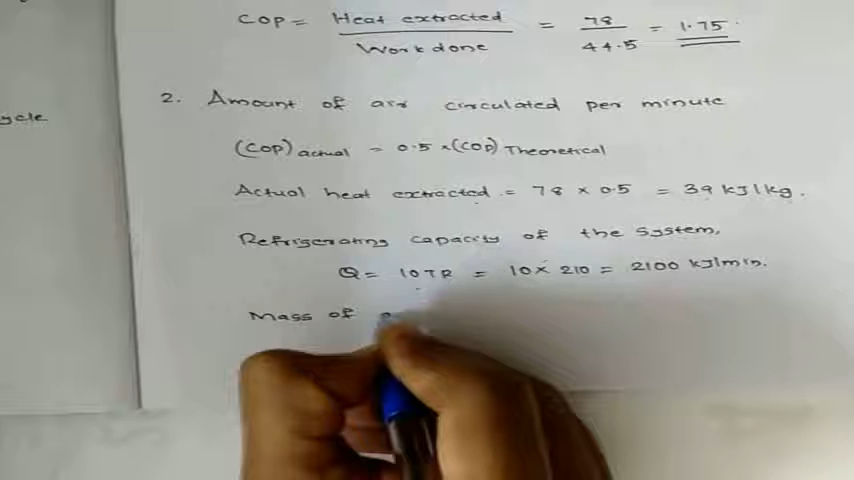 COP = Heat extracted / Work done = 78 / 44.5 = 1.75.
ycle
2. Amount of air circulated per minute
(COP) actual = 0.5 × (COP) Theoretical
Actual heat extracted = 78 × 0.5 = 39 kJ/kg.
Refrigerating capacity of the system,
Q = 10TR = 10 × 210 = 2100 kJ/min.
Mass of